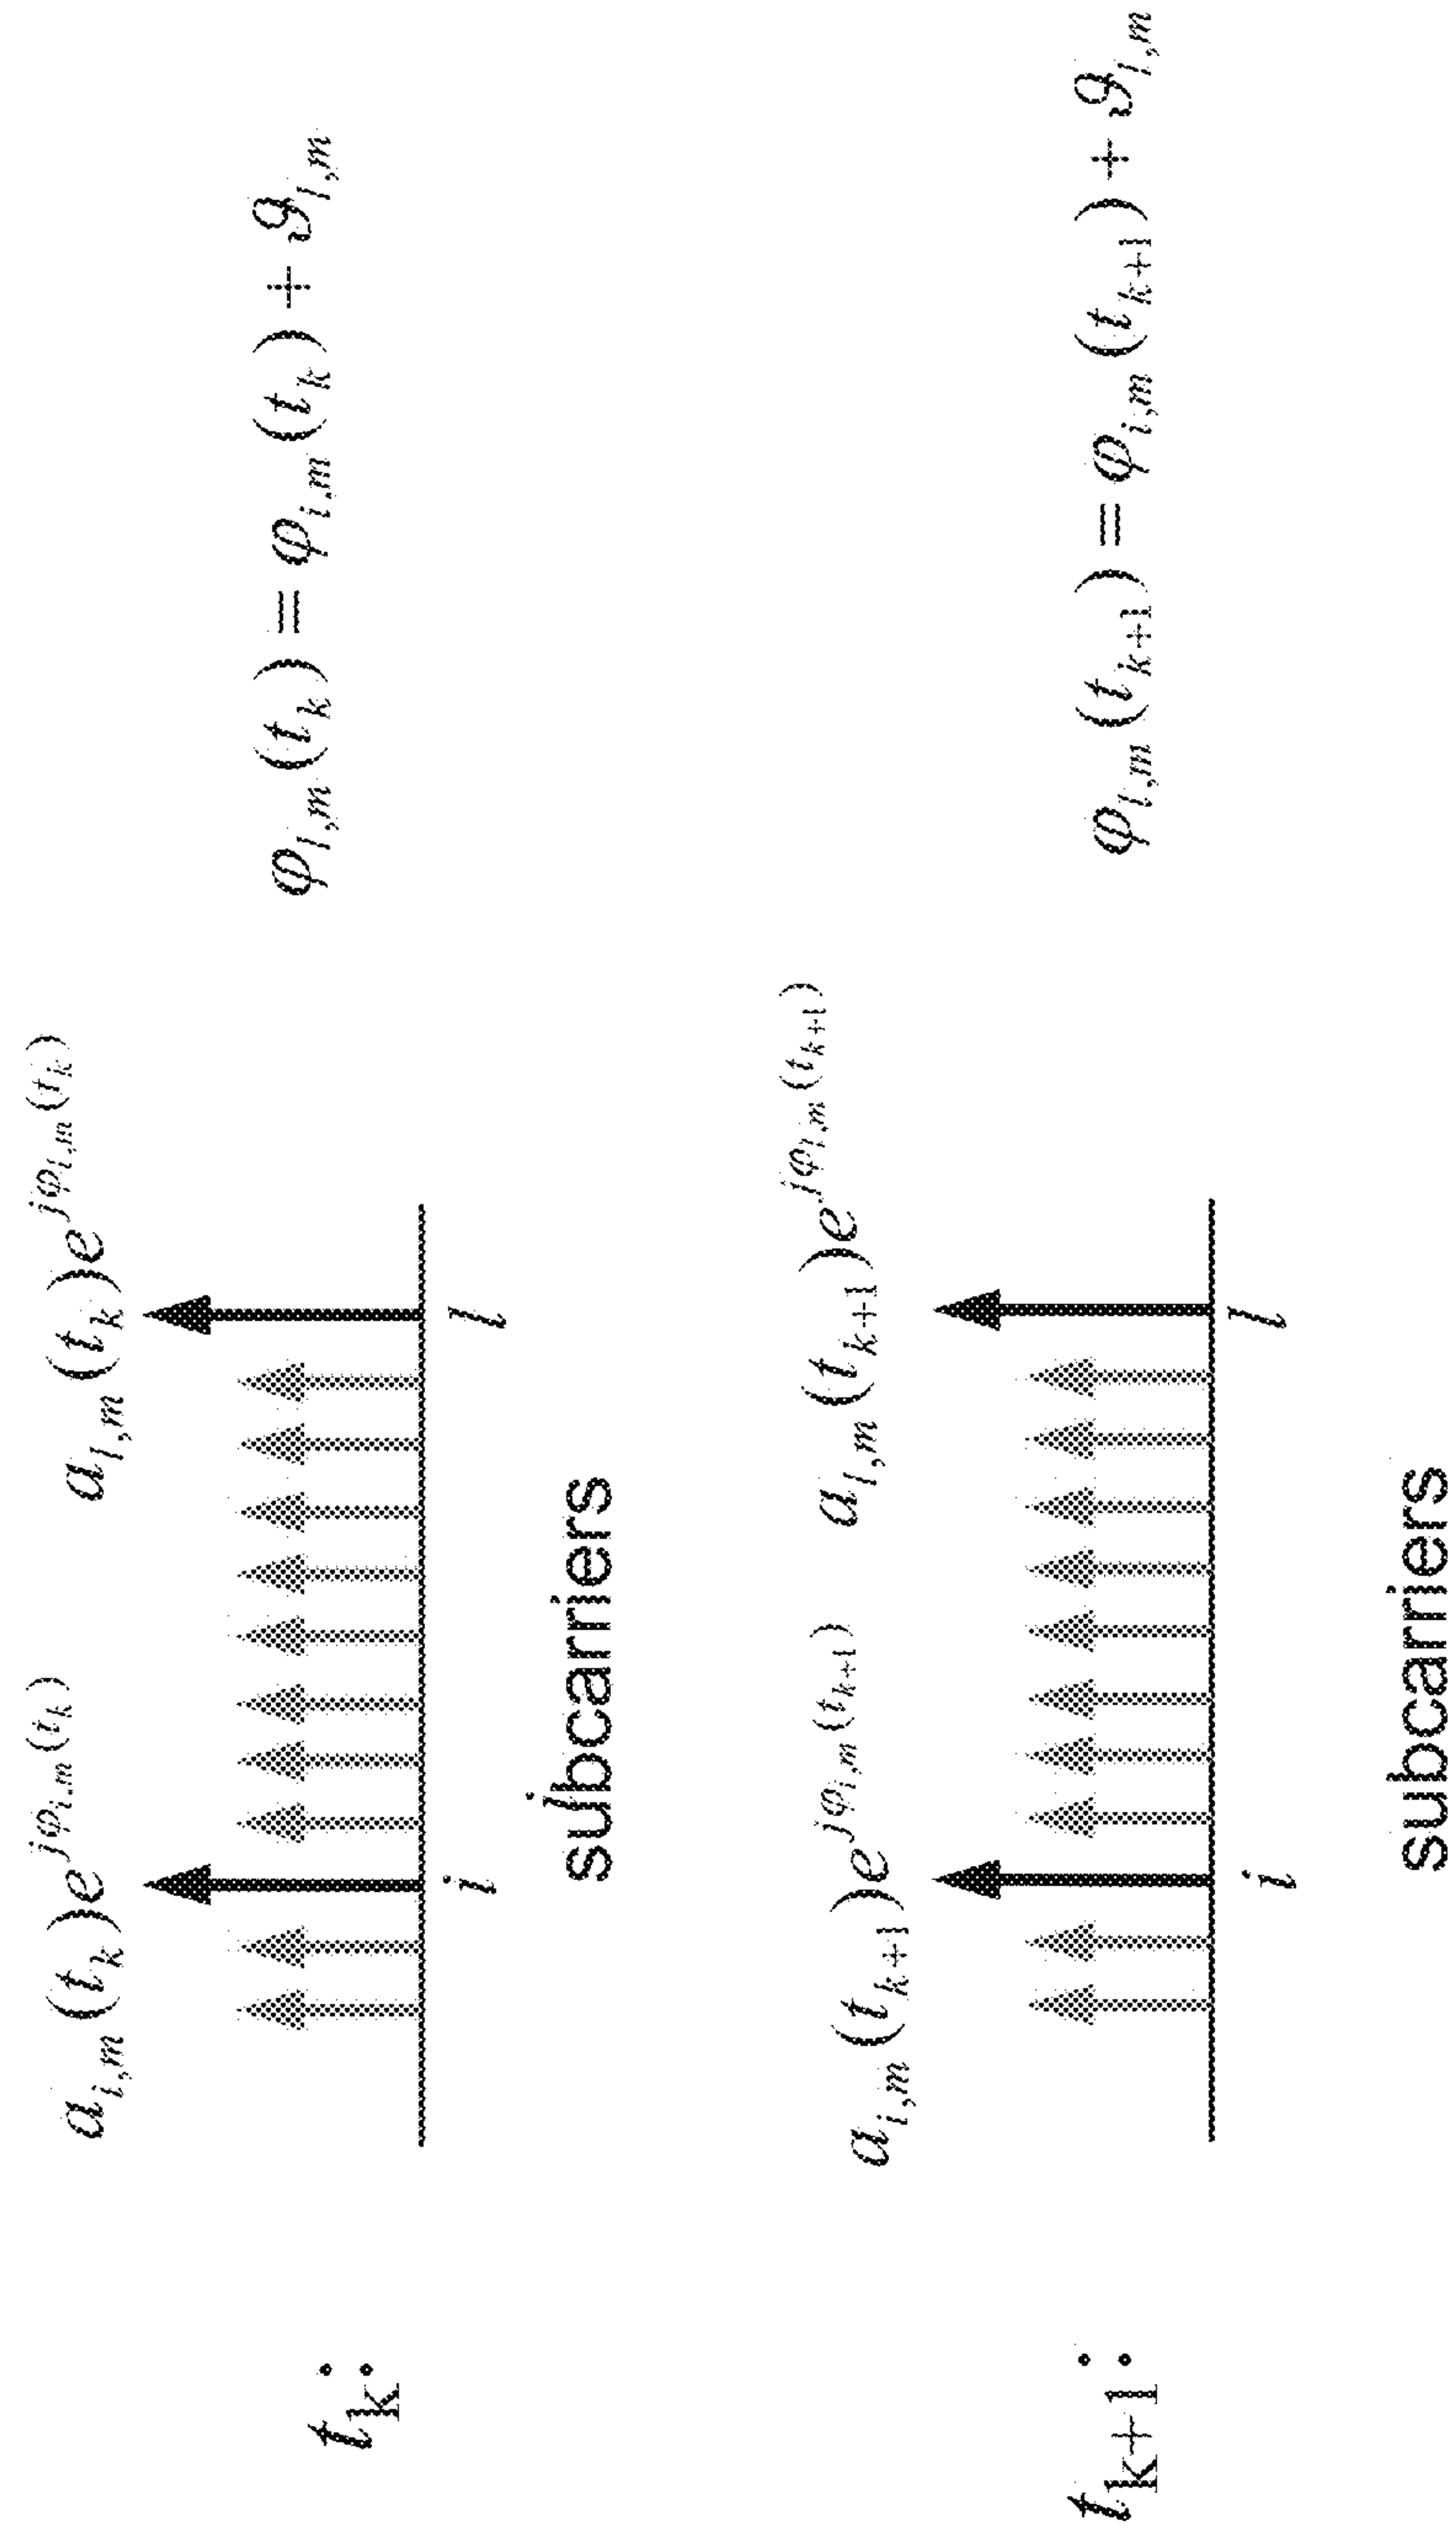 a_{i,m}(t_k)e^{jφ_{i,m}(t_k)} a_{l,m}(t_k)e^{jφ_{l,m}(t_k)}
t_k: φ_{l,m}(t_k) = φ_{i,m}(t_k) + ϑ_{l,m}
i l
subcarriers
a_{i,m}(t_{k+1})e^{jφ_{i,m}(t_{k+1})} a_{l,m}(t_{k+1})e^{jφ_{l,m}(t_{k+1})}
t_{k+1}: φ_{l,m}(t_{k+1}) = φ_{i,m}(t_{k+1}) + ϑ_{l,m}
i l
subcarriers